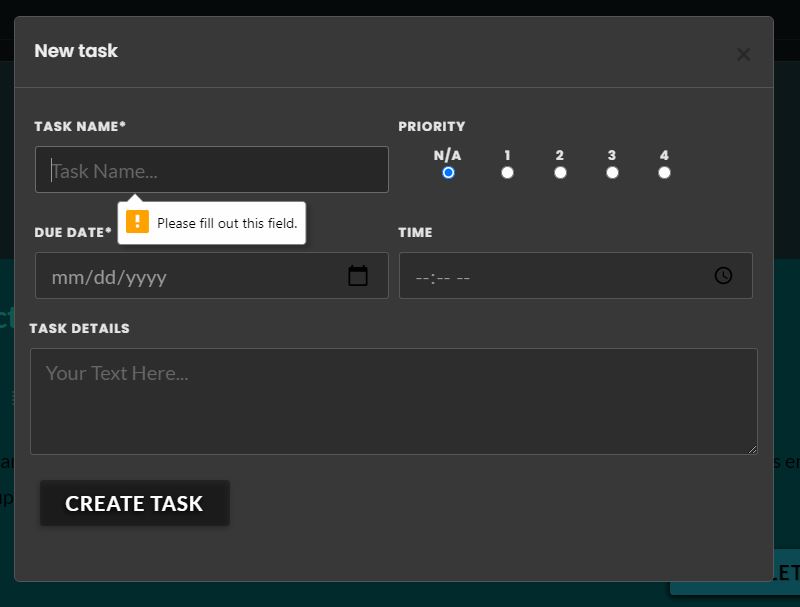 New task
TASK NAME*
PRIORITY
Task Name...
N/A 1 2 3 4
Please fill out this field.
DUE DATE*
TIME
mm/dd/yyyy
--:-- --
TASK DETAILS
Your Text Here...
CREATE TASK